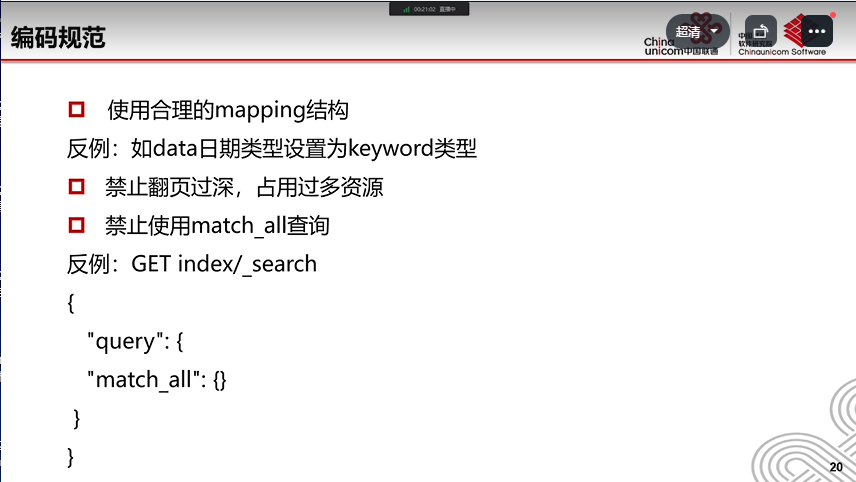 00:21:02 直播中
编码规范
超清
China
unicom中国联通
中国
软件研究院
Chinaunicom Software
使用合理的mapping结构
反例：如data日期类型设置为keyword类型
禁止翻页过深，占用过多资源
禁止使用match_all查询
反例：GET index/_search
{
"query": {
"match_all": {}
}
}
20